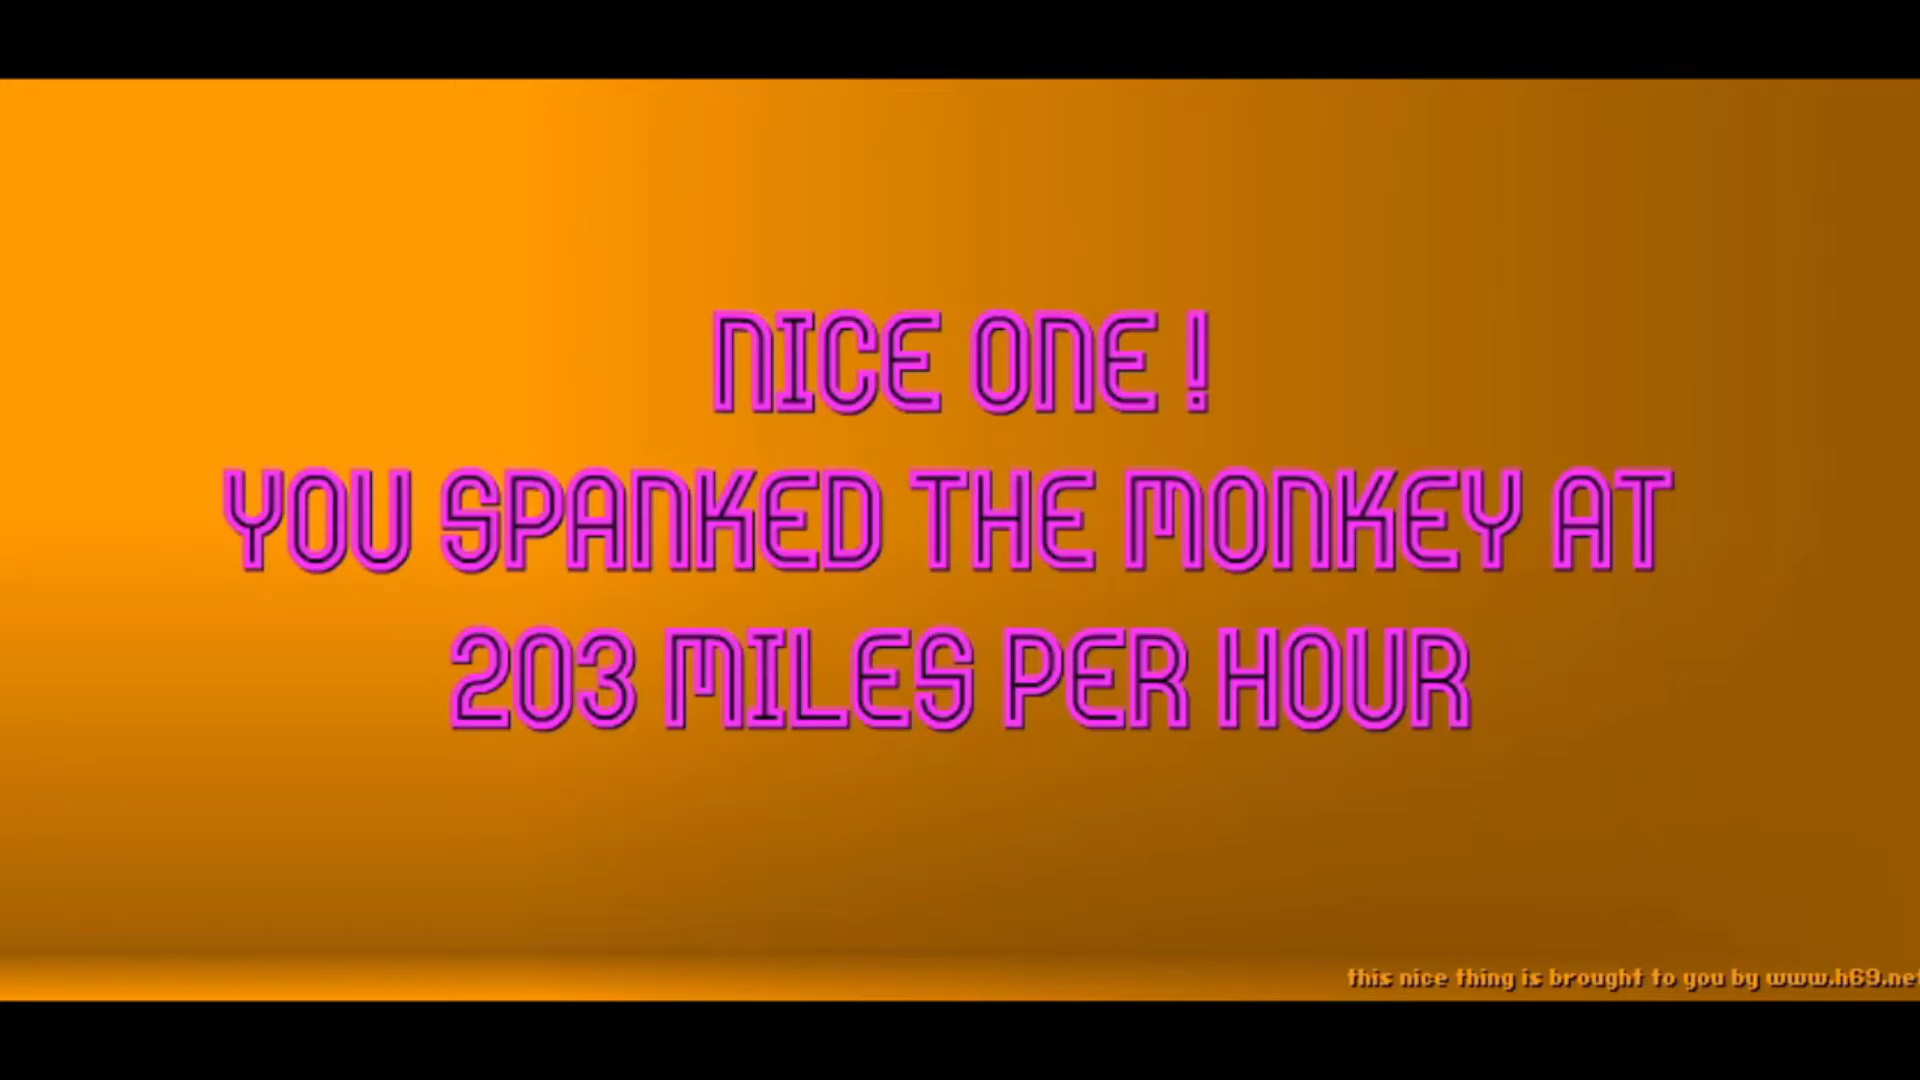 NICE ONE !
YOU SPANKED THE MONKEY AT
203 MILES PER HOUR
this nice thing is brought to you by www.h69.net